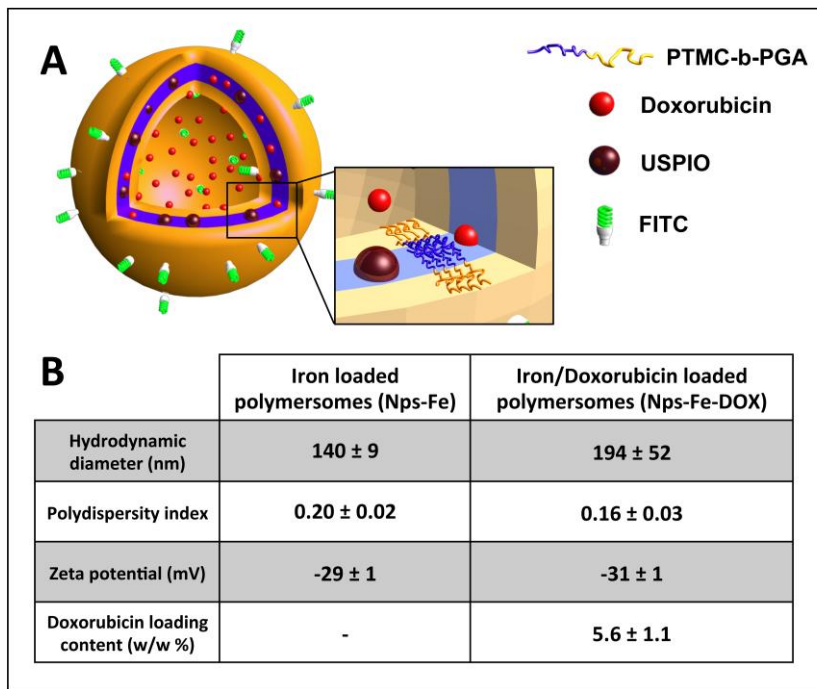 A
PTMC-b-PGA
Doxorubicin
USPIO
FITC
B
Iron loaded
polymersomes (Nps-Fe)
Iron/Doxorubicin loaded
polymersomes (Nps-Fe-DOX)
Hydrodynamic
diameter (nm)
140 ± 9
194 ± 52
Polydispersity index
0.20 ± 0.02
0.16 ± 0.03
Zeta potential (mV)
-29 ± 1
-31 ± 1
Doxorubicin loading
content (w/w %)
-
5.6 ± 1.1